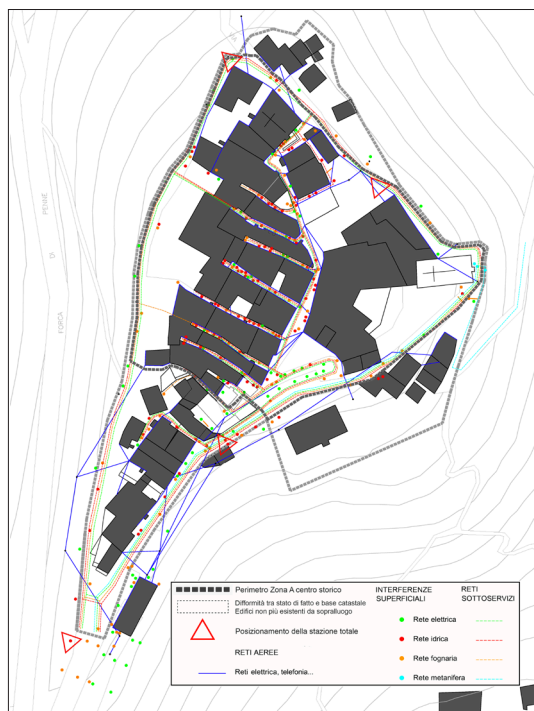 PENNE
DI
FORCA
Perimetro Zona A centro storico
Difformità tra stato di fatto e base catastale
Edifici non più esistenti da sopralluogo
Posizionamento della stazione totale
RETI AEREE
Reti elettrica, telefonia...
INTERFERENZE SUPERFICIALI
RETI SOTTOSERVIZI
Rete elettrica
Rete idrica
Rete fognaria
Rete metanifera